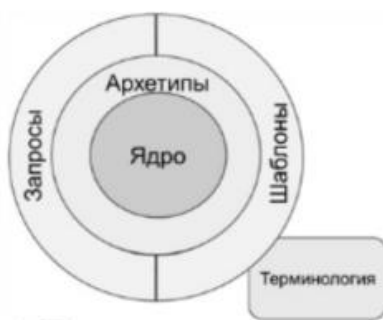 Архетипы
Ядро
Запросы
Шаблоны
Терминология